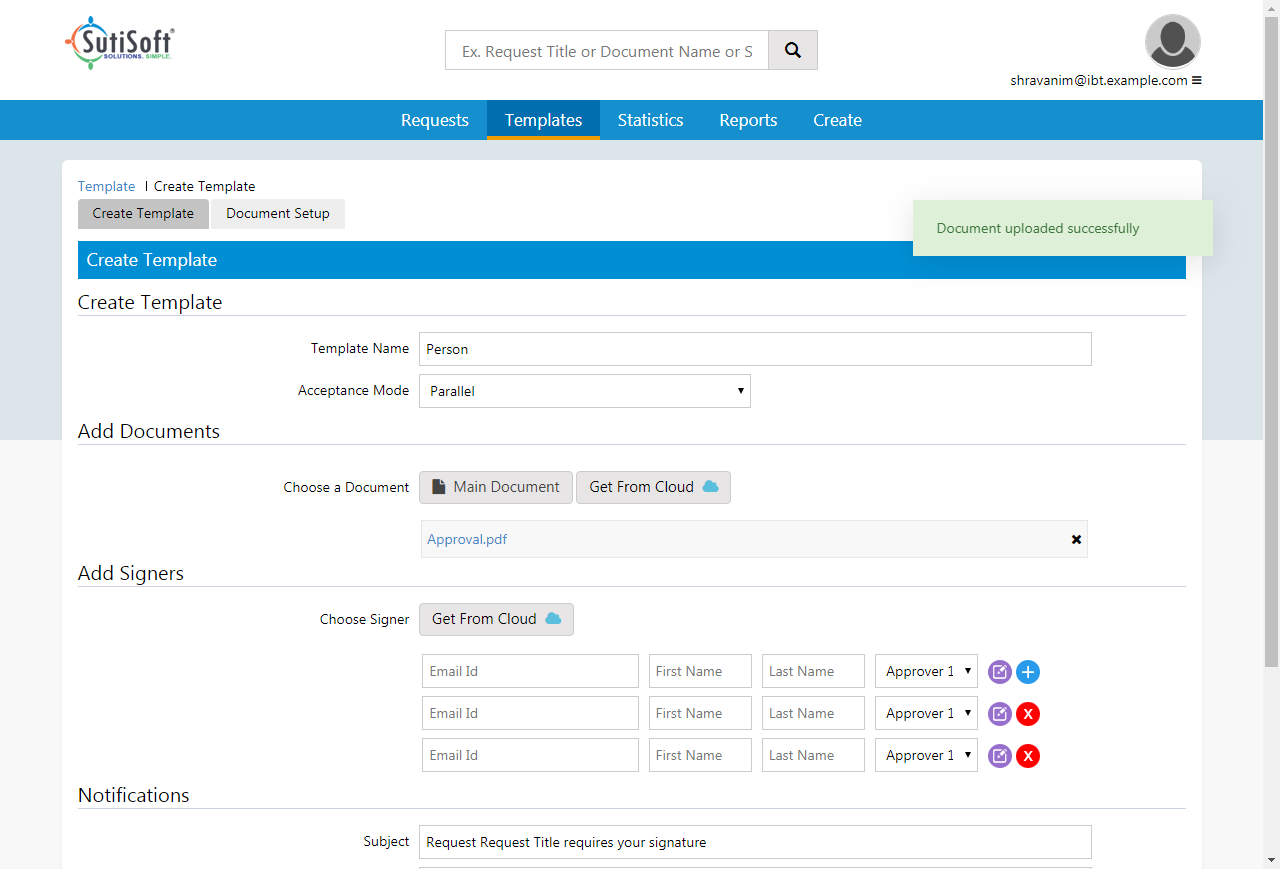 SutiSoft®
SOLUTIONS. SIMPLE.
Ex. Request Title or Document Name or S
shravanim@ibt.example.com
Requests Templates Statistics Reports Create
Template | Create Template
Create Template Document Setup
Document uploaded successfully
Create Template
Create Template
Template Name Person
Acceptance Mode Parallel
Add Documents
Choose a Document Main Document Get From Cloud
Approval.pdf
Add Signers
Choose Signer Get From Cloud
Email Id First Name Last Name Approver 1
Email Id First Name Last Name Approver 1 X
Email Id First Name Last Name Approver 1 X
Notifications
Subject Request Request Title requires your signature